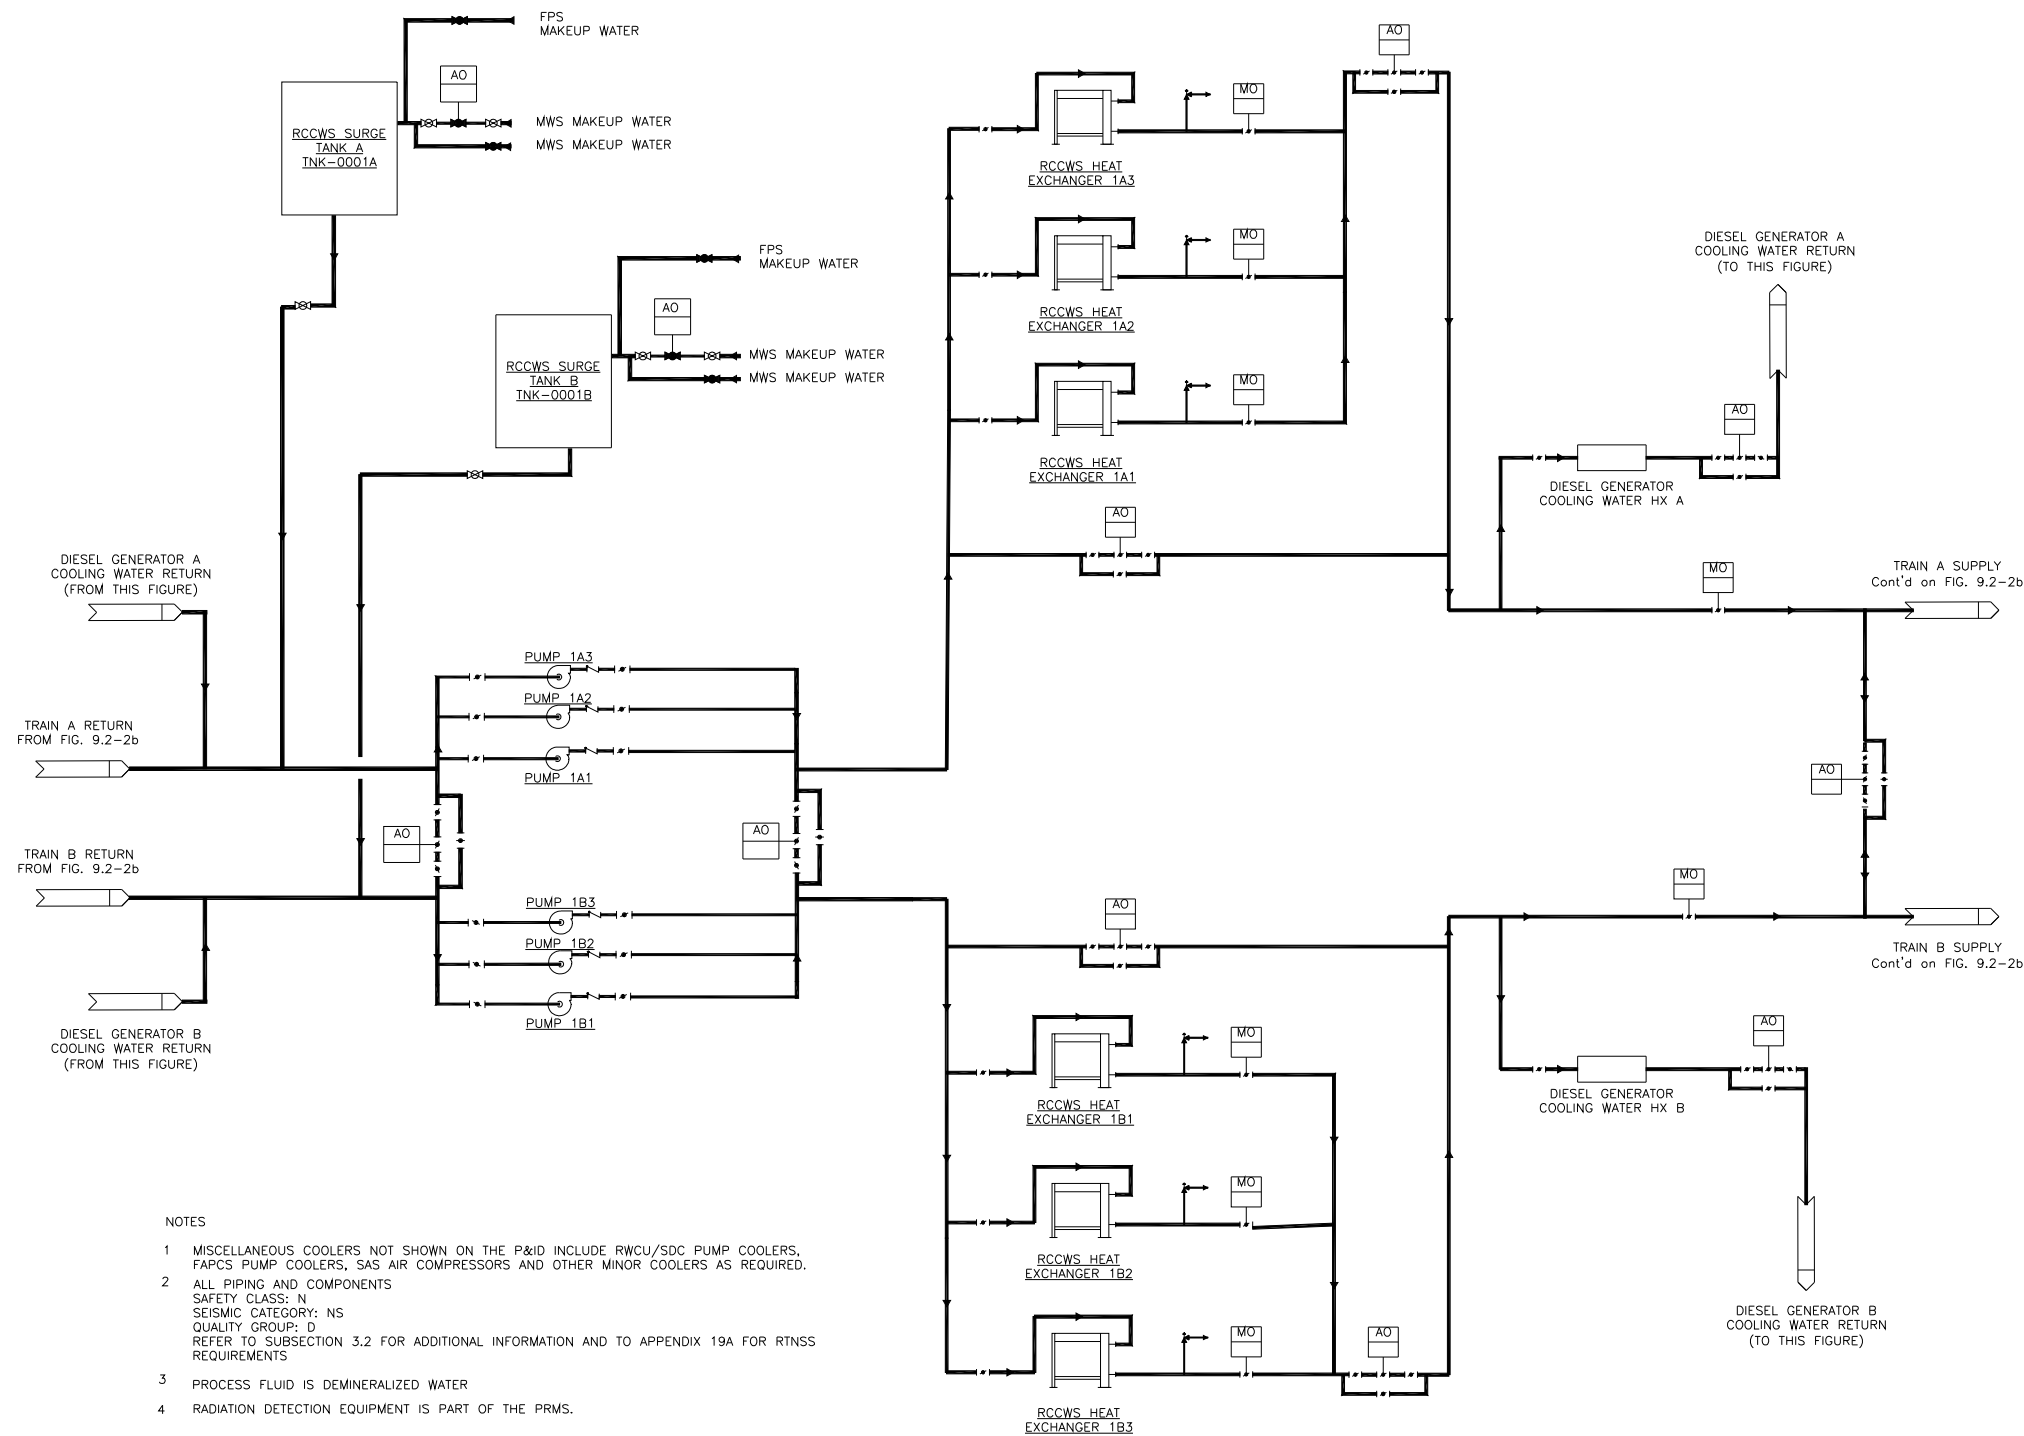 FPS
MAKEUP WATER
AO
MWS MAKEUP WATER
MWS MAKEUP WATER
RCCWS SURGE
TANK A
TNK-0001A
FPS
MAKEUP WATER
AO
MWS MAKEUP WATER
MWS MAKEUP WATER
RCCWS SURGE
TANK B
TNK-0001B
AO
MO
RCCWS HEAT
EXCHANGER 1A3
MO
RCCWS HEAT
EXCHANGER 1A2
MO
RCCWS HEAT
EXCHANGER 1A1
AO
DIESEL GENERATOR A
COOLING WATER RETURN
(TO THIS FIGURE)
AO
DIESEL GENERATOR
COOLING WATER HX A
MO
TRAIN A SUPPLY
Cont'd on FIG. 9.2-2b
DIESEL GENERATOR A
COOLING WATER RETURN
(FROM THIS FIGURE)
TRAIN A RETURN
FROM FIG. 9.2-2b
PUMP 1A3
PUMP 1A2
PUMP 1A1
AO
AO
AO
TRAIN B RETURN
FROM FIG. 9.2-2b
PUMP 1B3
PUMP 1B2
PUMP 1B1
DIESEL GENERATOR B
COOLING WATER RETURN
(FROM THIS FIGURE)
AO
MO
TRAIN B SUPPLY
Cont'd on FIG. 9.2-2b
MO
RCCWS HEAT
EXCHANGER 1B1
MO
RCCWS HEAT
EXCHANGER 1B2
MO
RCCWS HEAT
EXCHANGER 1B3
AO
AO
DIESEL GENERATOR
COOLING WATER HX B
DIESEL GENERATOR B
COOLING WATER RETURN
(TO THIS FIGURE)
NOTES
1 MISCELLANEOUS COOLERS NOT SHOWN ON THE P&ID INCLUDE RWCU/SDC PUMP COOLERS,
FAPCS PUMP COOLERS, SAS AIR COMPRESSORS AND OTHER MINOR COOLERS AS REQUIRED.
2 ALL PIPING AND COMPONENTS
SAFETY CLASS: N
SEISMIC CATEGORY: NS
QUALITY GROUP: D
REFER TO SUBSECTION 3.2 FOR ADDITIONAL INFORMATION AND TO APPENDIX 19A FOR RTNSS
REQUIREMENTS
3 PROCESS FLUID IS DEMINERALIZED WATER
4 RADIATION DETECTION EQUIPMENT IS PART OF THE PRMS.